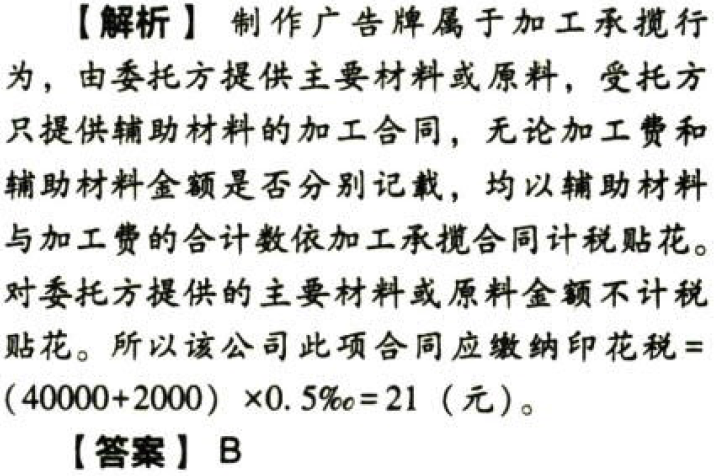 【解析】 制作广告牌属于加工承揽行
为，由委托方提供主要材料或原料，受托方
只提供辅助材料的加工合同，无论加工费和
辅助材料金额是否分别记载，均以辅助材料
与加工费的合计数依加工承揽合同计税贴花。
对委托方提供的主要材料或原料金额不计税
贴花。所以该公司此项合同应缴纳印花税=
(40000+2000) ×0.5‰=21 (元)。
【答案】 B